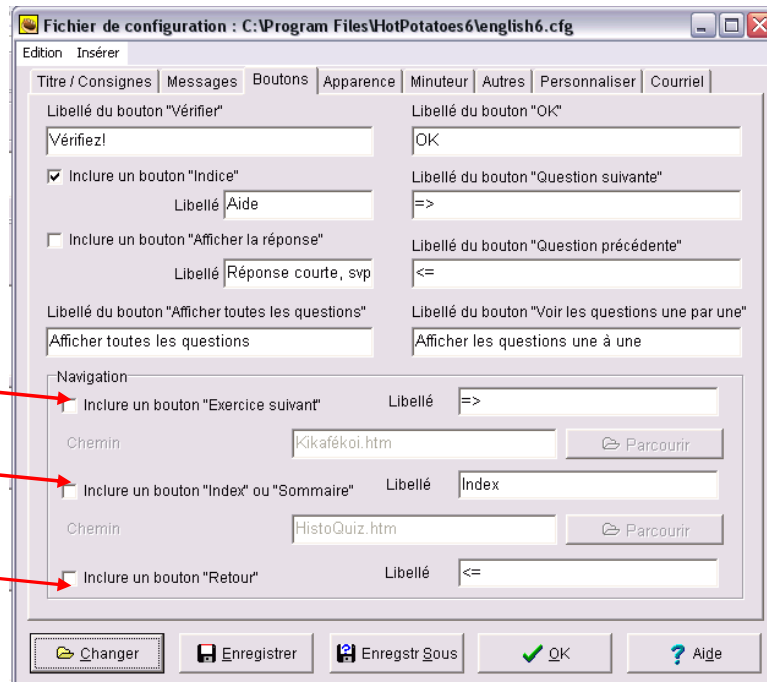 Fichier de configuration : C:\Program Files\HotPotatoes6\english6.cfg
Edition Insérer
Titre / Consignes Messages Boutons Apparence Minuteur Autres Personnaliser Courriel
Libellé du bouton "Vérifier" Libellé du bouton "OK"
Vérifiez! OK
Inclure un bouton "Indice" Libellé du bouton "Question suivante"
Libellé Aide =>
Inclure un bouton "Afficher la réponse" Libellé du bouton "Question précédente"
Libellé Réponse courte, svp <=
Libellé du bouton "Afficher toutes les questions" Libellé du bouton "Voir les questions une par une"
Afficher toutes les questions Afficher les questions une à une
Navigation
Inclure un bouton "Exercice suivant" Libellé =>
Chemin Kikafékoi.htm Parcourir
Inclure un bouton "Index" ou "Sommaire" Libellé Index
Chemin HistoQuiz.htm Parcourir
Inclure un bouton "Retour" Libellé <=
Changer Enregistrer Enregstr Sous OK Aide